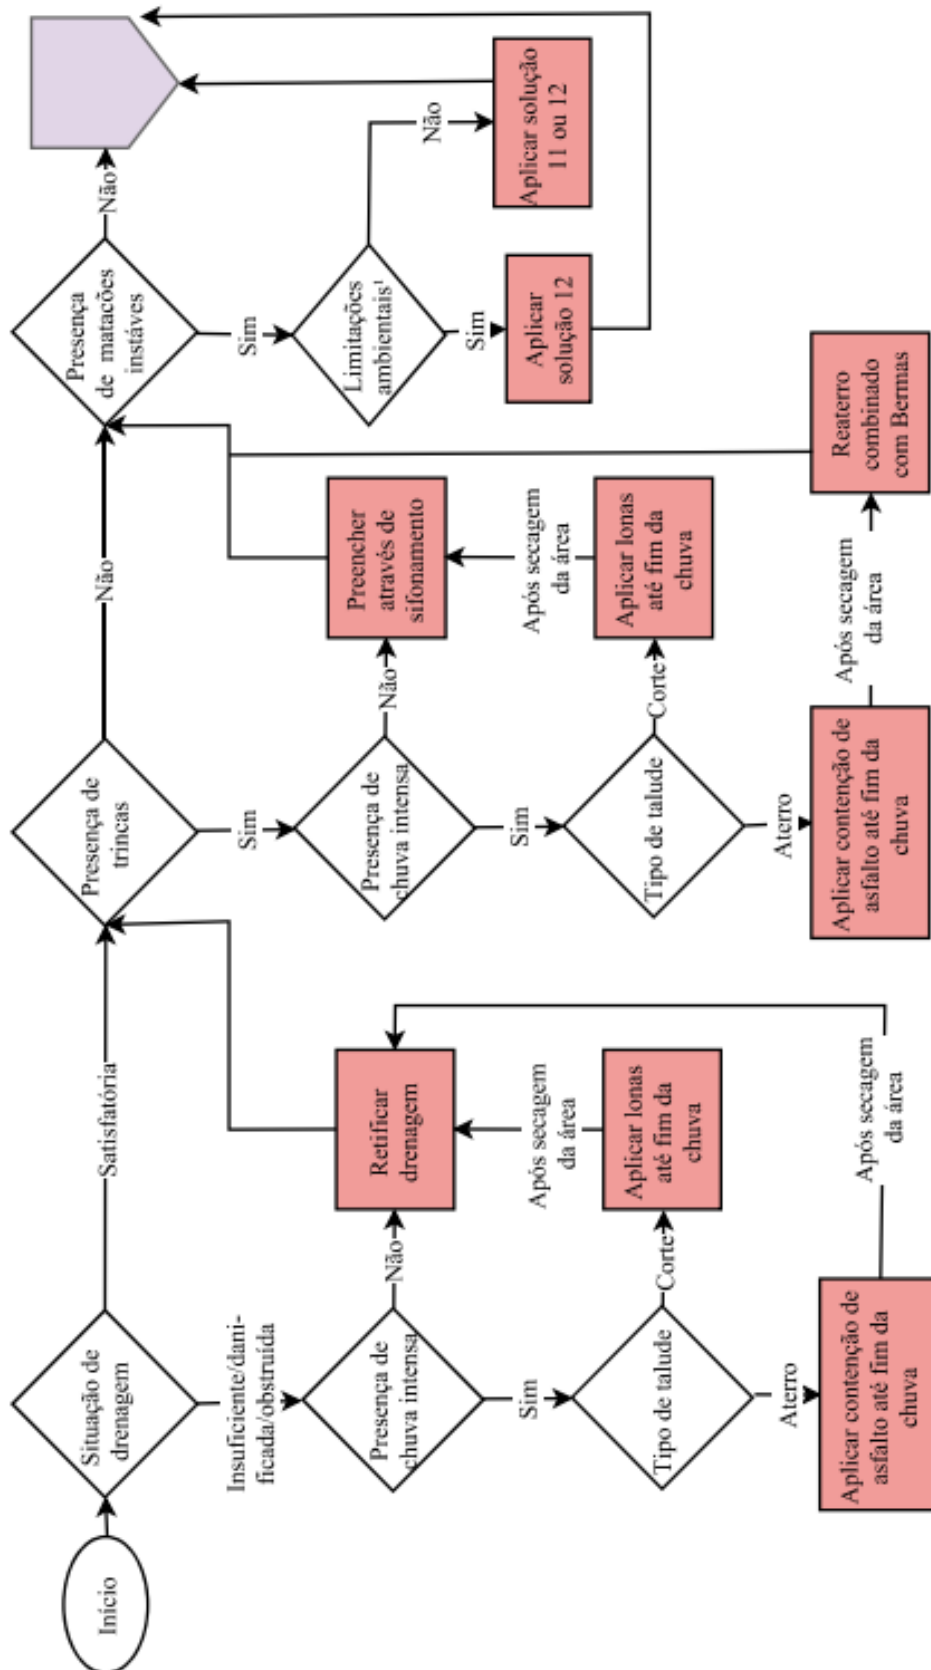 Início
Situação de
drenagem
Satisfatória
Insuficiente/dani-
ficada/obstruída
Presença de
chuva intensa
Não
Retificar
drenagem
Sim
Tipo de talude
Corte
Aplicar lonas
até fim da
chuva
Após secagem
da área
Aterro
Aplicar contenção de
asfalto até fim da
chuva
Após secagem
da área
Presença de
trincas
Não
Sim
Presença de
chuva intensa
Não
Preencher
através de
sifonamento
Sim
Tipo de talude
Corte
Aplicar lonas
até fim da
chuva
Após secagem
da área
Aterro
Aplicar contenção de
asfalto até fim da
chuva
Após secagem
da área
Reaterro
combinado
com Bermas
Presença
de matacões
instáves
Não
Sim
Limitações
ambientais¹
Não
Aplicar solução
11 ou 12
Sim
Aplicar
solução 12